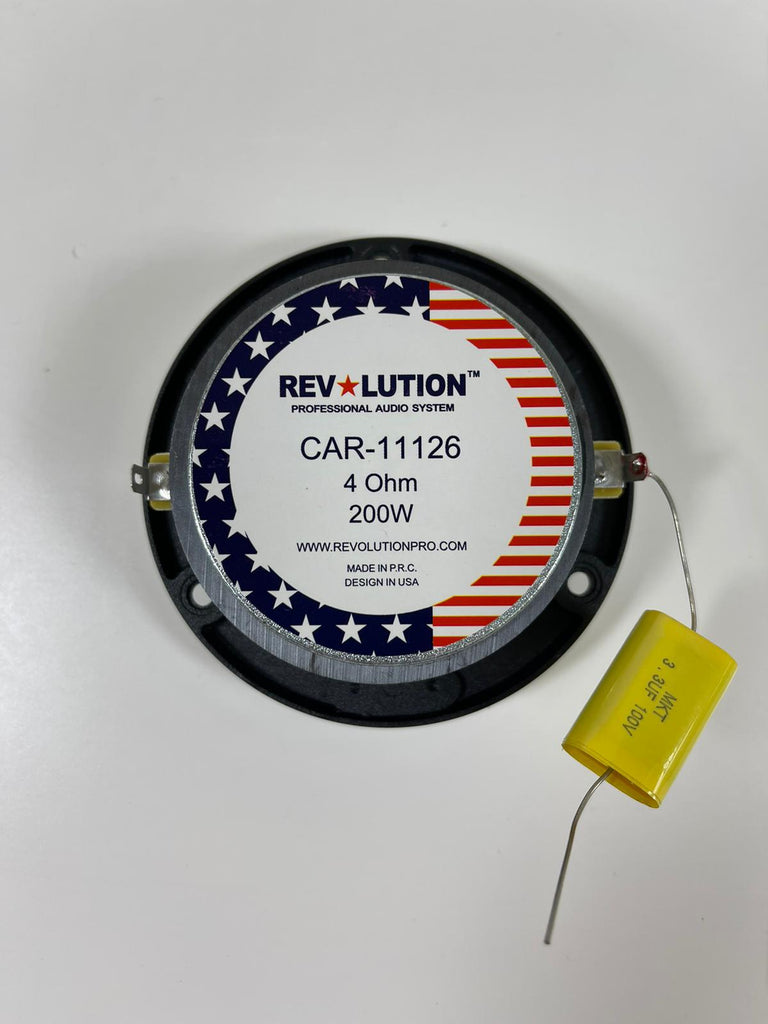 REV★LUTION™
PROFESSIONAL AUDIO SYSTEM
CAR-11126
4 Ohm
200W
WWW.REVOLUTIONPRO.COM
MADE IN P.R.C.
DESIGN IN USA
MKT
3.3UF 100V